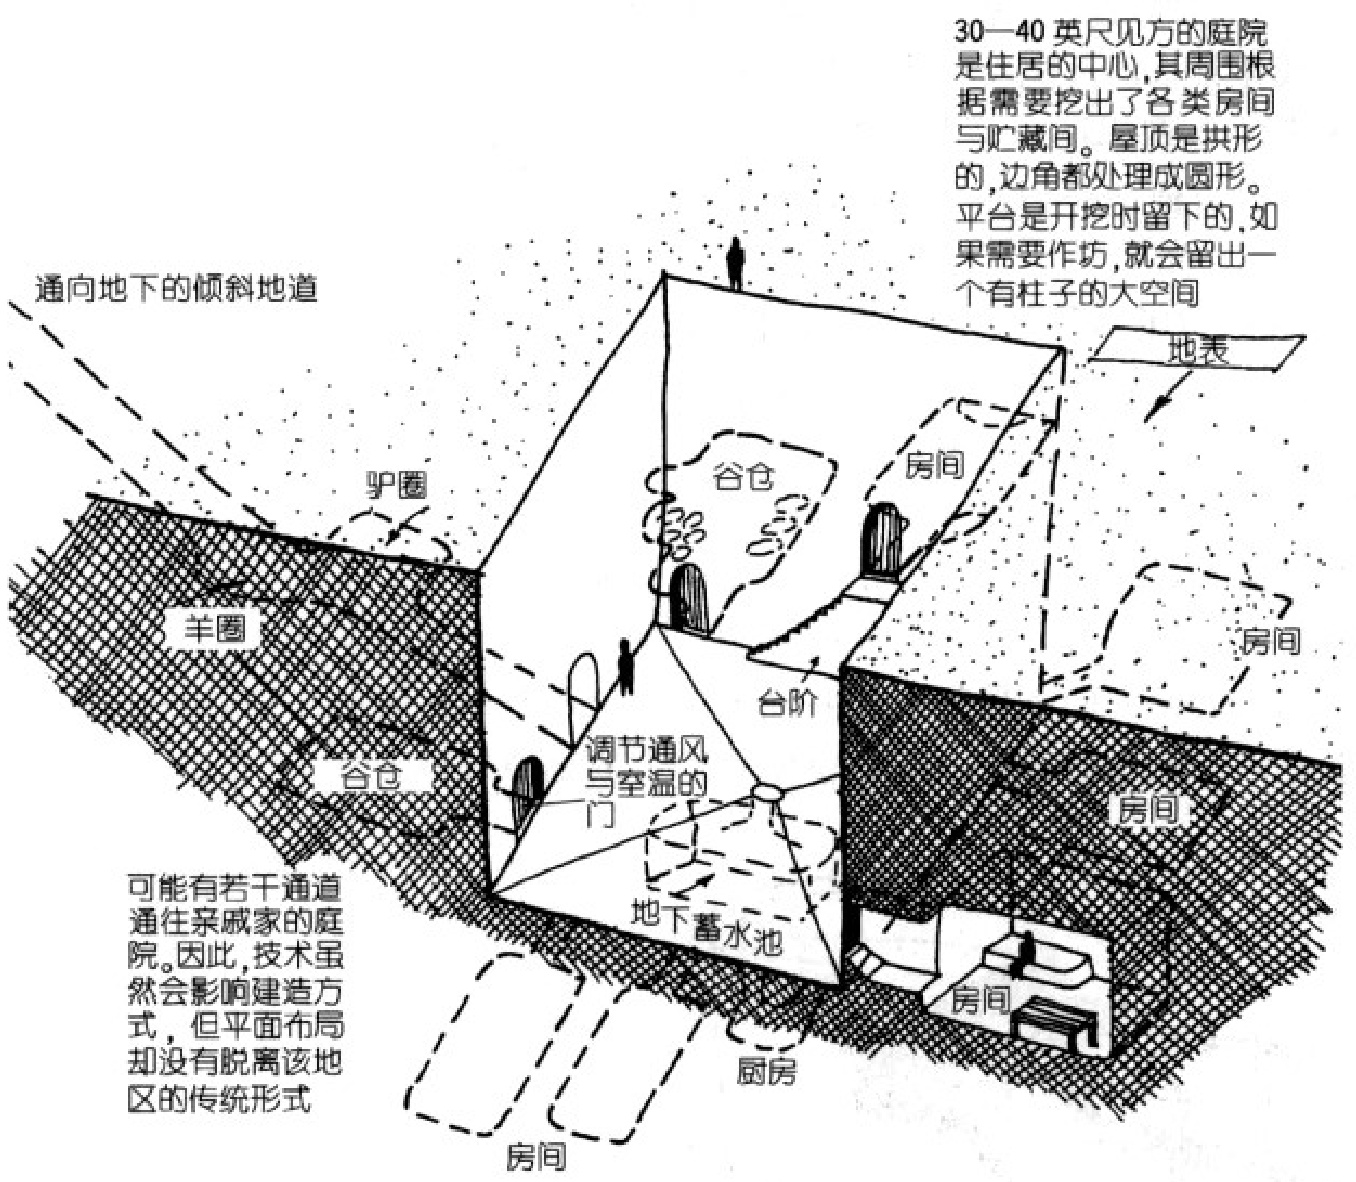 30—40 英尺见方的庭院
是住居的中心,其周围根
据需要挖出了各类房间
与贮藏间。屋顶是拱形
的,边角都处理成圆形。
平台是开挖时留下的,如
果需要作坊,就会留出一
个有柱子的大空间
通向地下的倾斜地道
地表
驴圈
谷仓
房间
羊圈
房间
台阶
调节通风
与室温的
门
谷仓
房间
地下蓄水池
可能有若干通道
通往亲戚家的庭
院。因此,技术虽
然会影响建造方
式，但平面布局
却没有脱离该地
区的传统形式
房间
厨房
房间